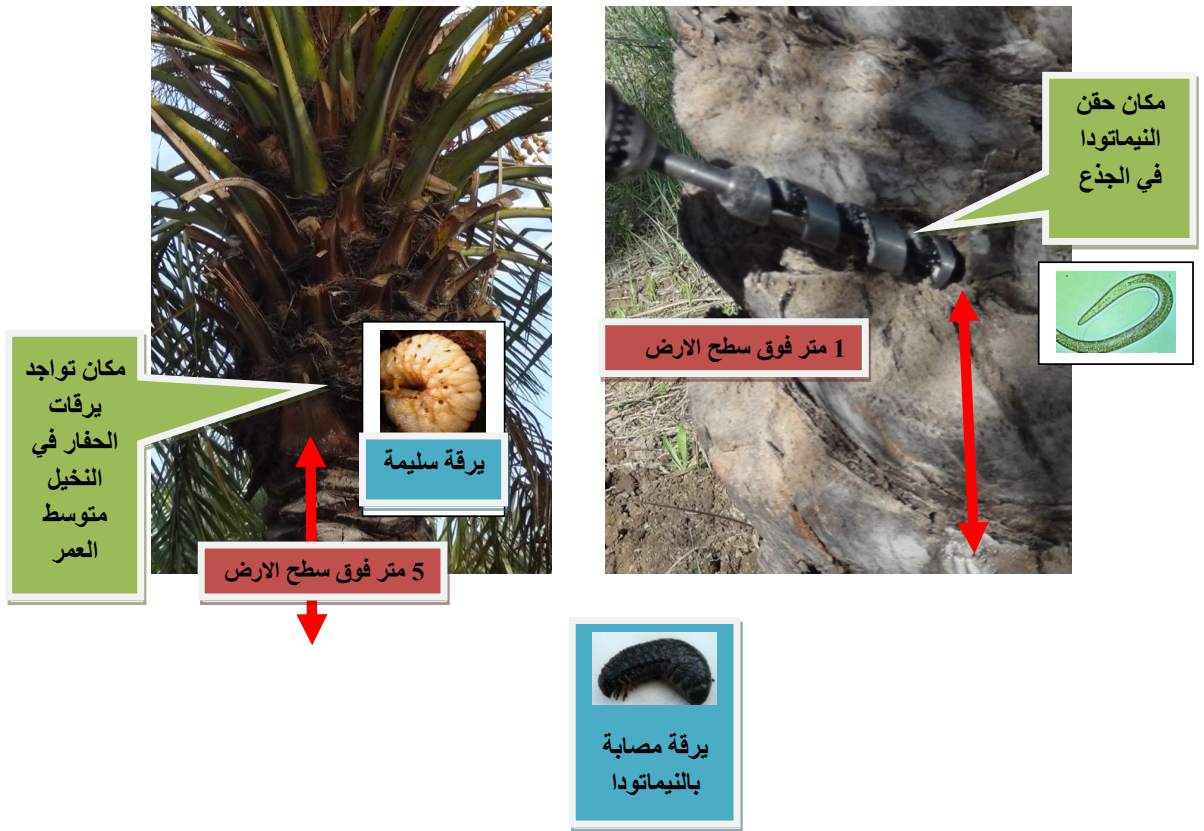 مكان حقن
النيماتودا
في الجذع
1 متر فوق سطح الارض
مكان تواجد
يرقات
الحفار في
النخيل
متوسط
العمر
يرقة سليمة
5 متر فوق سطح الارض
يرقة مصابة
بالنيماتودا